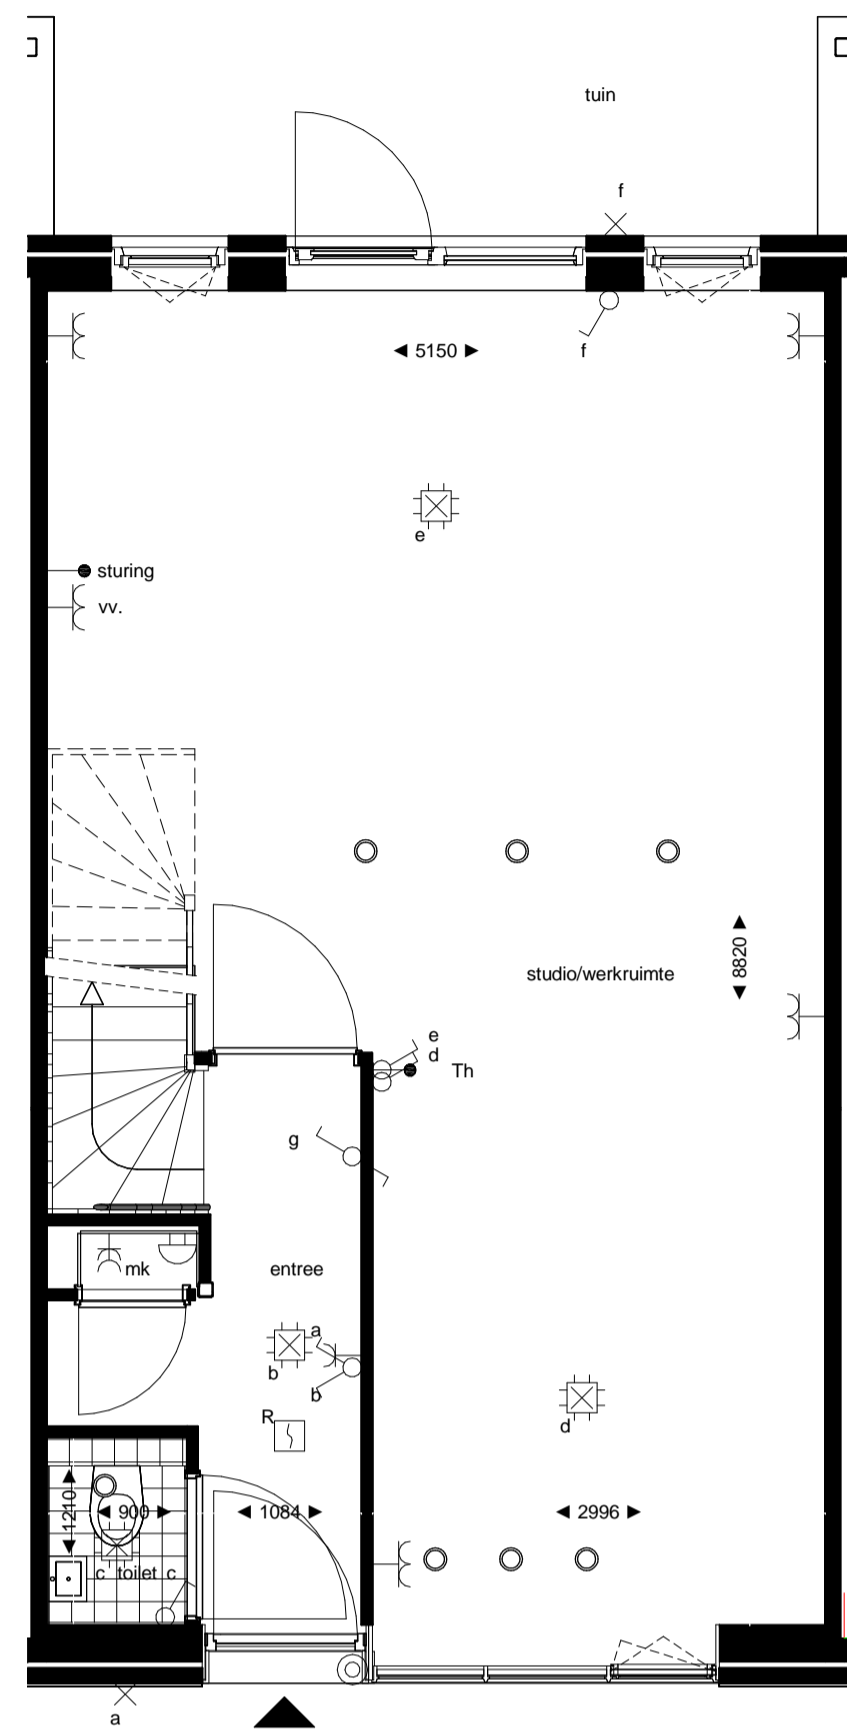 tuin
f
5150
f
e
sturing
vv.
8820
studio/werkruimte
e
d
Th
g
mk
entree
a
b
b
R
d
1210
900
1084
2996
c toilet c
a